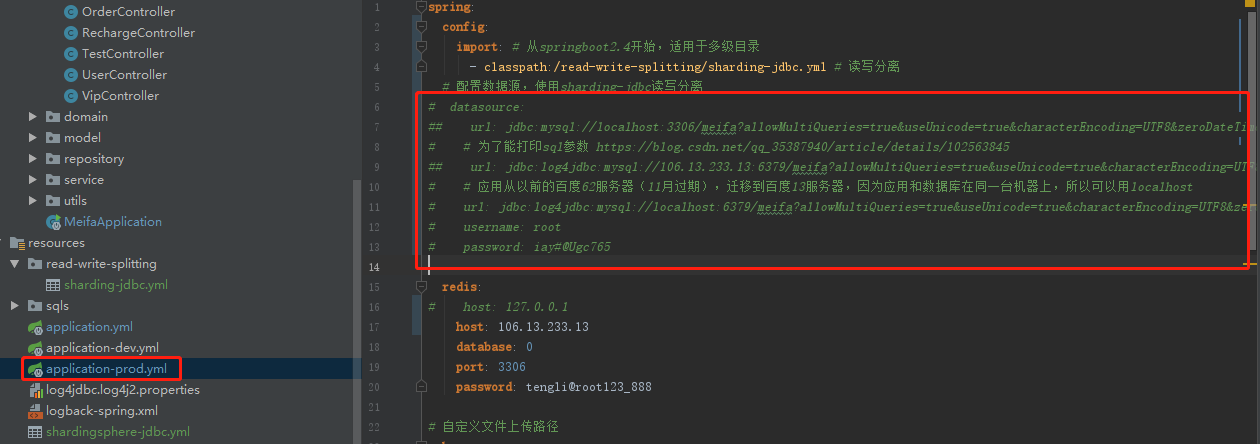 OrderController
RechargeController
TestController
UserController
VipController
domain
model
repository
service
utils
MeifaApplication
resources
read-write-splitting
sharding-jdbc.yml
sqls
application.yml
application-dev.yml
application-prod.yml
log4jdbc.log4j2.properties
logback-spring.xml
shardingsphere-jdbc.yml
1 spring:
2 config:
3 import: # 从springboot2.4开始，适用于多级目录
4 - classpath:/read-write-splitting/sharding-jdbc.yml # 读写分离
5 # 配置数据源，使用sharding-jdbc读写分离
6 # datasource:
7 ## url: jdbc:mysql://localhost:3306/meifa?allowMultiQueries=true&useUnicode=true&characterEncoding=UTF8&zeroDateTim
8 # # 为了能打印sql参数 https://blog.csdn.net/qq_35387940/article/details/102563845
9 ## url: jdbc:log4jdbc:mysql://106.13.233.13:6379/meifa?allowMultiQueries=true&useUnicode=true&characterEncoding=UTF8
10 # # 应用从以前的百度62服务器（11月过期），迁移到百度13服务器，因为应用和数据库在同一台机器上，所以可以用localhost
11 # url: jdbc:log4jdbc:mysql://localhost:6379/meifa?allowMultiQueries=true&useUnicode=true&characterEncoding=UTF8&zer
12 # username: root
13 # password: iay#@Ugc765
14
15 redis:
16 # host: 127.0.0.1
17 host: 106.13.233.13
18 database: 0
19 port: 3306
20 password: tengli@root123_888
21
22 # 自定义文件上传路径